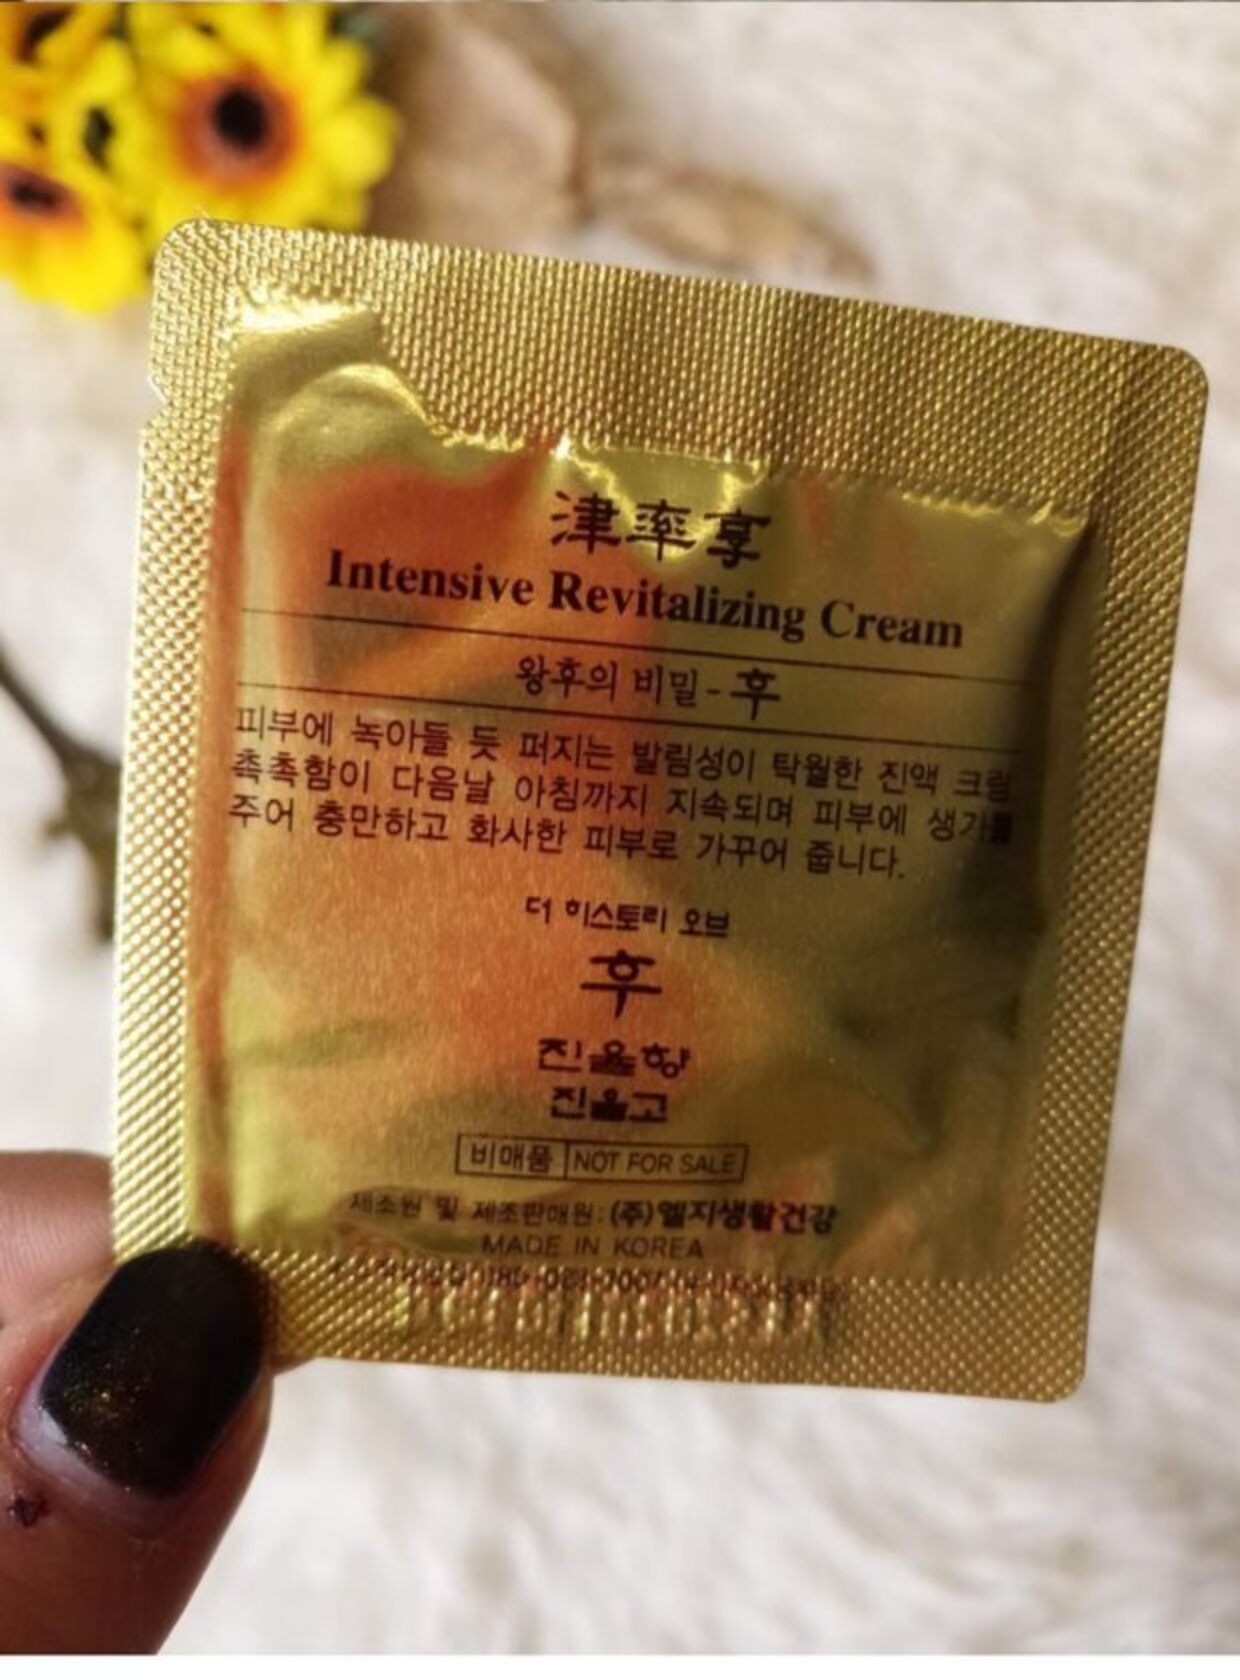 津率享
Intensive Revitalizing Cream
왕후의 비밀 - 후
피부에 녹아들 듯 퍼지는 발림성이 탁월한 진액 크림
촉촉함이 다음날 아침까지 지속되며 피부에 생기를
주어 충만하고 화사한 피부로 가꾸어 줍니다.
더 히스토리 오브
후
진율향
진율고
비매품 NOT FOR SALE
제조원 및 제조판매원: (주)엘지생활건강
MADE IN KOREA